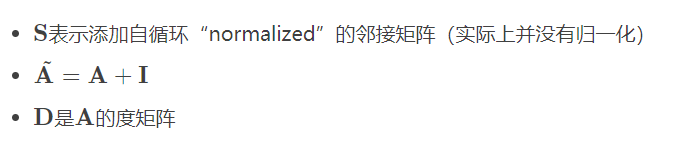 • S表示添加自循环“normalized”的邻接矩阵（实际上并没有归一化）
• Ã = A + I
• D是A的度矩阵